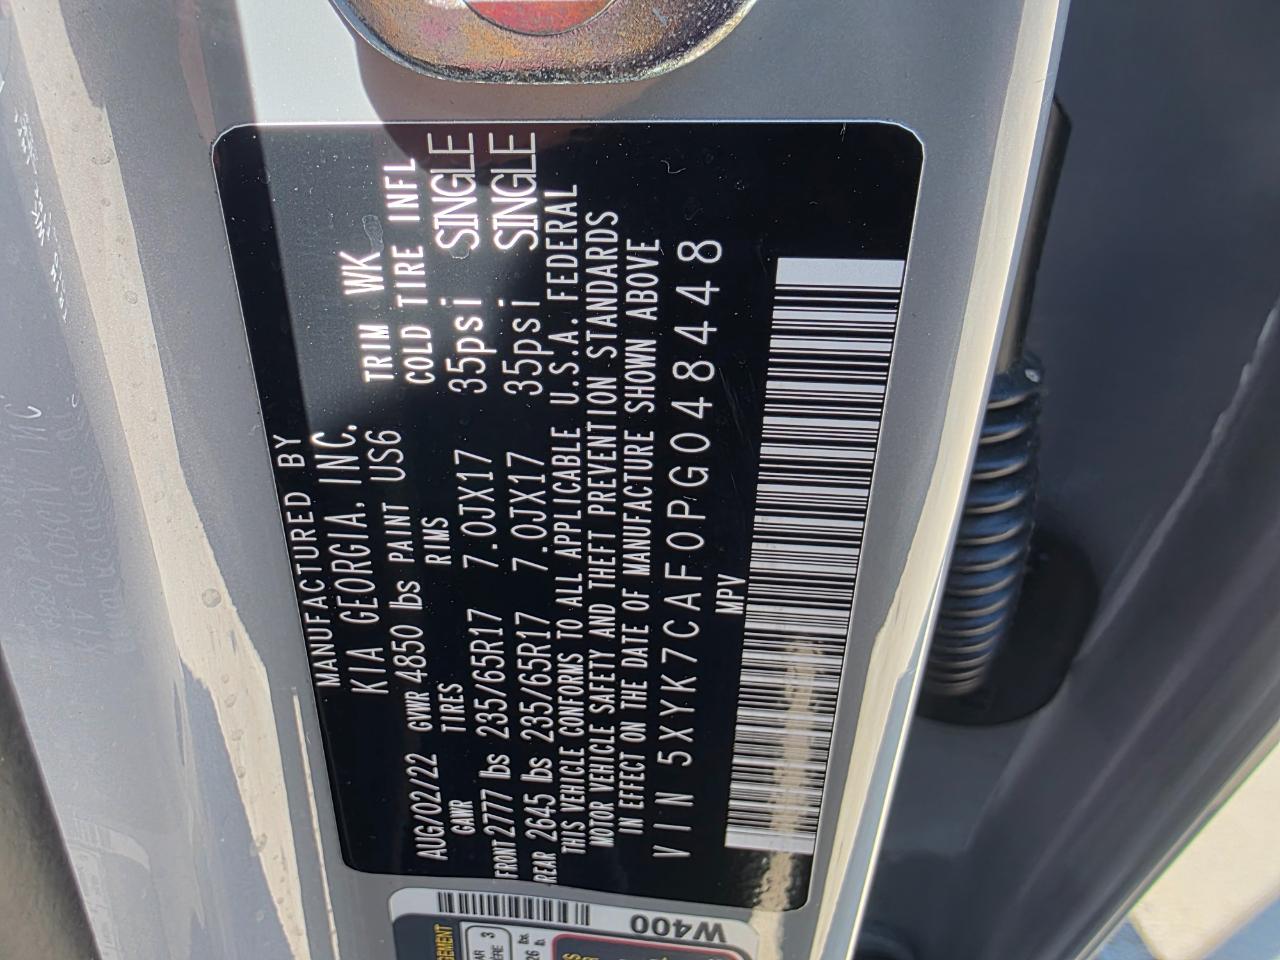 MANUFACTURED BY
KIA GEORGIA, INC.
AUG/02/22 GVWR 4850 lbs PAINT US6 TRIM WK
GAWR TIRES RIMS COLD TIRE INFL
FRONT 2777 lbs 235/65R17 7.0JX17 35psi SINGLE
REAR 2645 lbs 235/65R17 7.0JX17 35psi SINGLE
THIS VEHICLE CONFORMS TO ALL APPLICABLE U.S.A. FEDERAL
MOTOR VEHICLE SAFETY AND THEFT PREVENTION STANDARDS
IN EFFECT ON THE DATE OF MANUFACTURE SHOWN ABOVE
VIN 5XYK7CAF0PG048448
MPV
W400
3